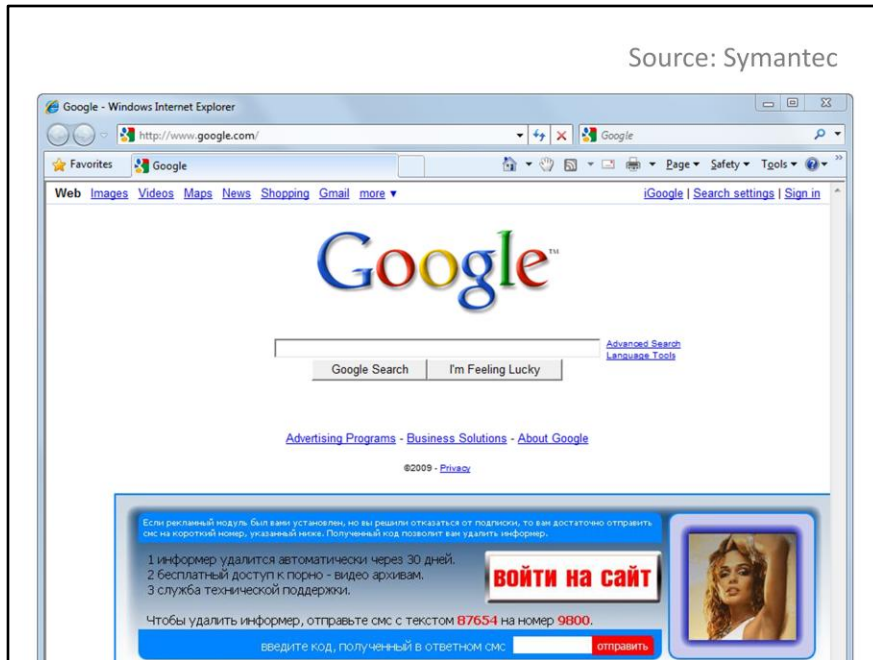 Source: Symantec
Google - Windows Internet Explorer
http://www.google.com/
Google
Favorites
Google
Page Safety Tools
Web Images Videos Maps News Shopping Gmail more
iGoogle | Search settings | Sign in
Google™
Advanced Search
Language Tools
Google Search
I'm Feeling Lucky
Advertising Programs - Business Solutions - About Google
©2009 - Privacy
Если рекламный модуль был вами установлен, но вы решили отказаться от подписки, то вам достаточно отправить
смс на короткий номер, указанный ниже. Полученный код позволит вам удалить информер.
1 информер удалится автоматически через 30 дней.
2 бесплатный доступ к порно - видео архивам.
3 служба технической поддержки.
ВОЙТИ НА САЙТ
Чтобы удалить информер, отправьте смс с текстом 87654 на номер 9800.
введите код, полученный в ответном смс
отправить